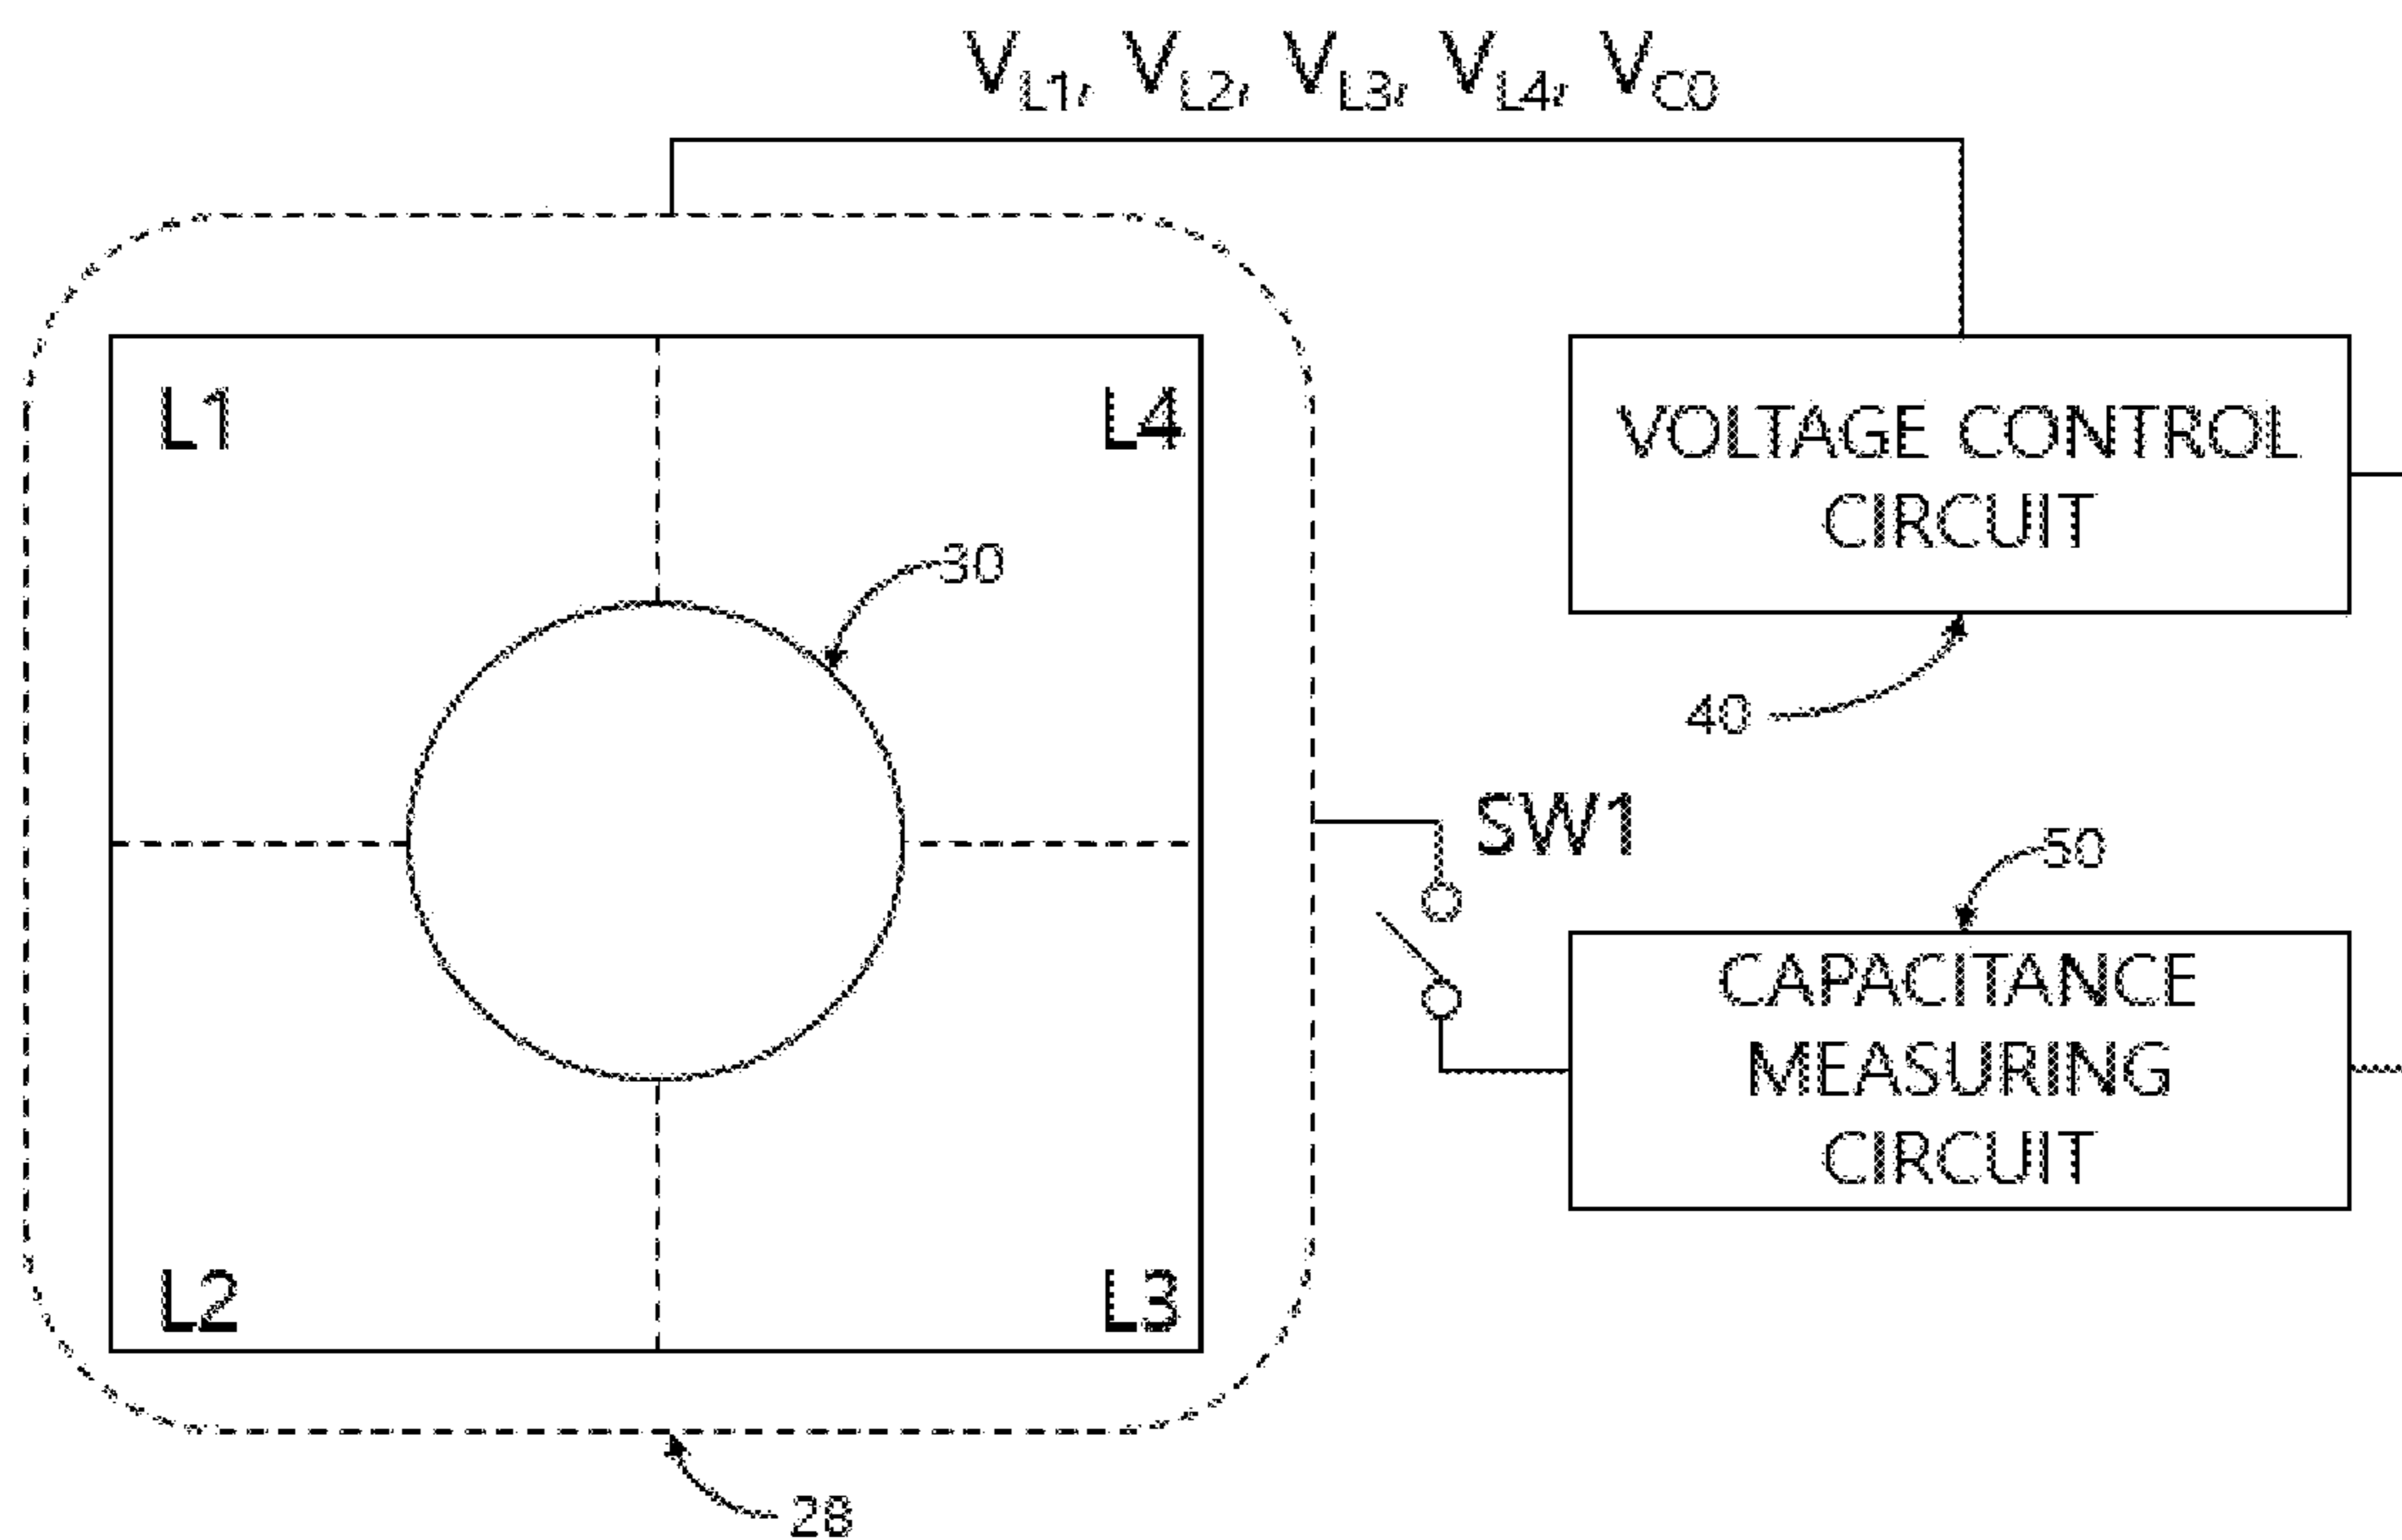 VL1, VL2, VL3, VL4, VC0
L1
L4
VOLTAGE CONTROL
CIRCUIT
30
40
SW1
50
CAPACITANCE
MEASURING
CIRCUIT
L2
L3
28